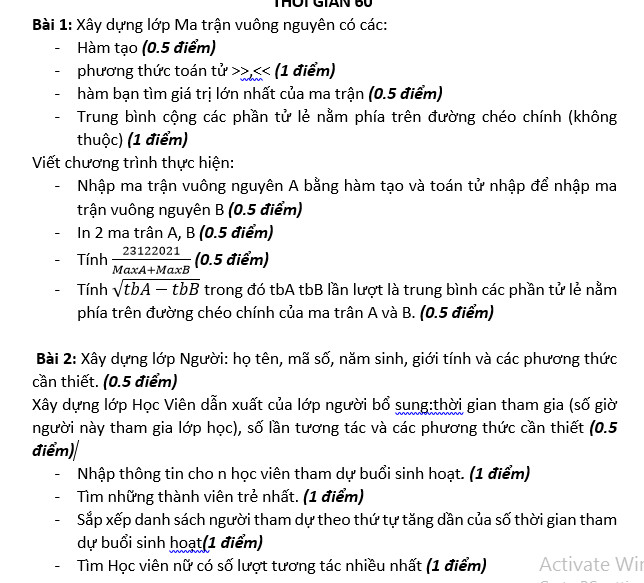 THỜI GIAN 60
Bài 1: Xây dựng lớp Ma trận vuông nguyên có các:
- Hàm tạo (0.5 điểm)
- phương thức toán tử >>,<< (1 điểm)
- hàm bạn tìm giá trị lớn nhất của ma trận (0.5 điểm)
- Trung bình cộng các phần tử lẻ nằm phía trên đường chéo chính (không
thuộc) (1 điểm)
Viết chương trình thực hiện:
- Nhập ma trận vuông nguyên A bằng hàm tạo và toán tử nhập để nhập ma
trận vuông nguyên B (0.5 điểm)
- In 2 ma trân A, B (0.5 điểm)
- Tính 23122021/(MaxA+MaxB) (0.5 điểm)
- Tính √(tbA − tbB) trong đó tbA tbB lần lượt là trung bình các phần tử lẻ nằm
phía trên đường chéo chính của ma trân A và B. (0.5 điểm)
Bài 2: Xây dựng lớp Người: họ tên, mã số, năm sinh, giới tính và các phương thức
cần thiết. (0.5 điểm)
Xây dựng lớp Học Viên dẫn xuất của lớp người bổ sung:thời gian tham gia (số giờ
người này tham gia lớp học), số lần tương tác và các phương thức cần thiết (0.5
điểm)
- Nhập thông tin cho n học viên tham dự buổi sinh hoạt. (1 điểm)
- Tìm những thành viên trẻ nhất. (1 điểm)
- Sắp xếp danh sách người tham dự theo thứ tự tăng dần của số thời gian tham
dự buổi sinh hoạt(1 điểm)
- Tìm Học viên nữ có số lượt tương tác nhiều nhất (1 điểm)
Activate Wi